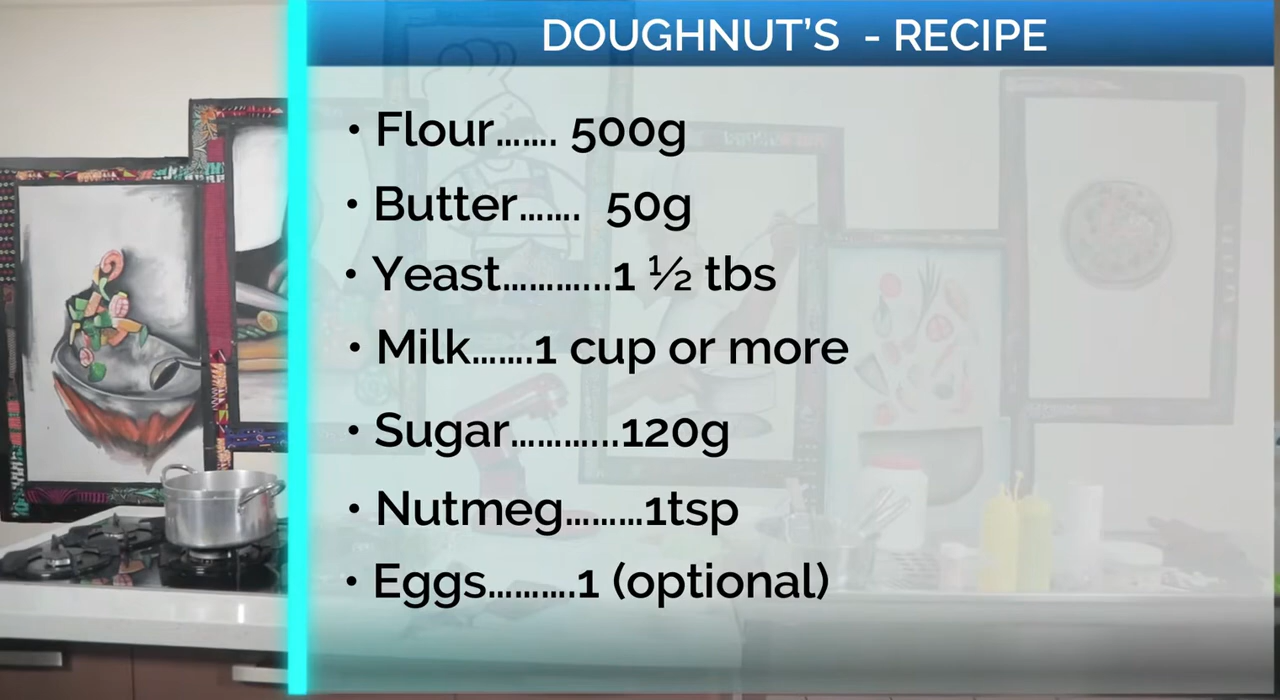 DOUGHNUT’S - RECIPE
• Flour……. 500g
• Butter……. 50g
• Yeast………...1 ½ tbs
• Milk…….1 cup or more
• Sugar………...120g
• Nutmeg………1tsp
• Eggs……….1 (optional)